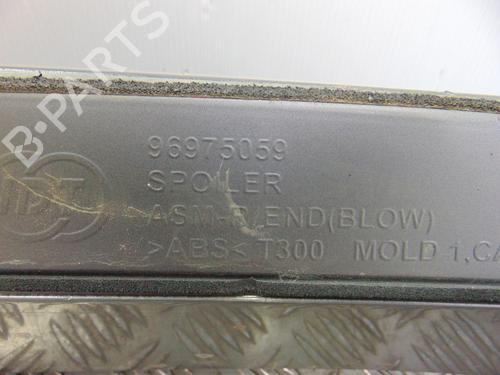 B-PARTS
96975059
SPOILER
ASM-R/END(BLOW)
>ABS< T300 MOLD 1,CA